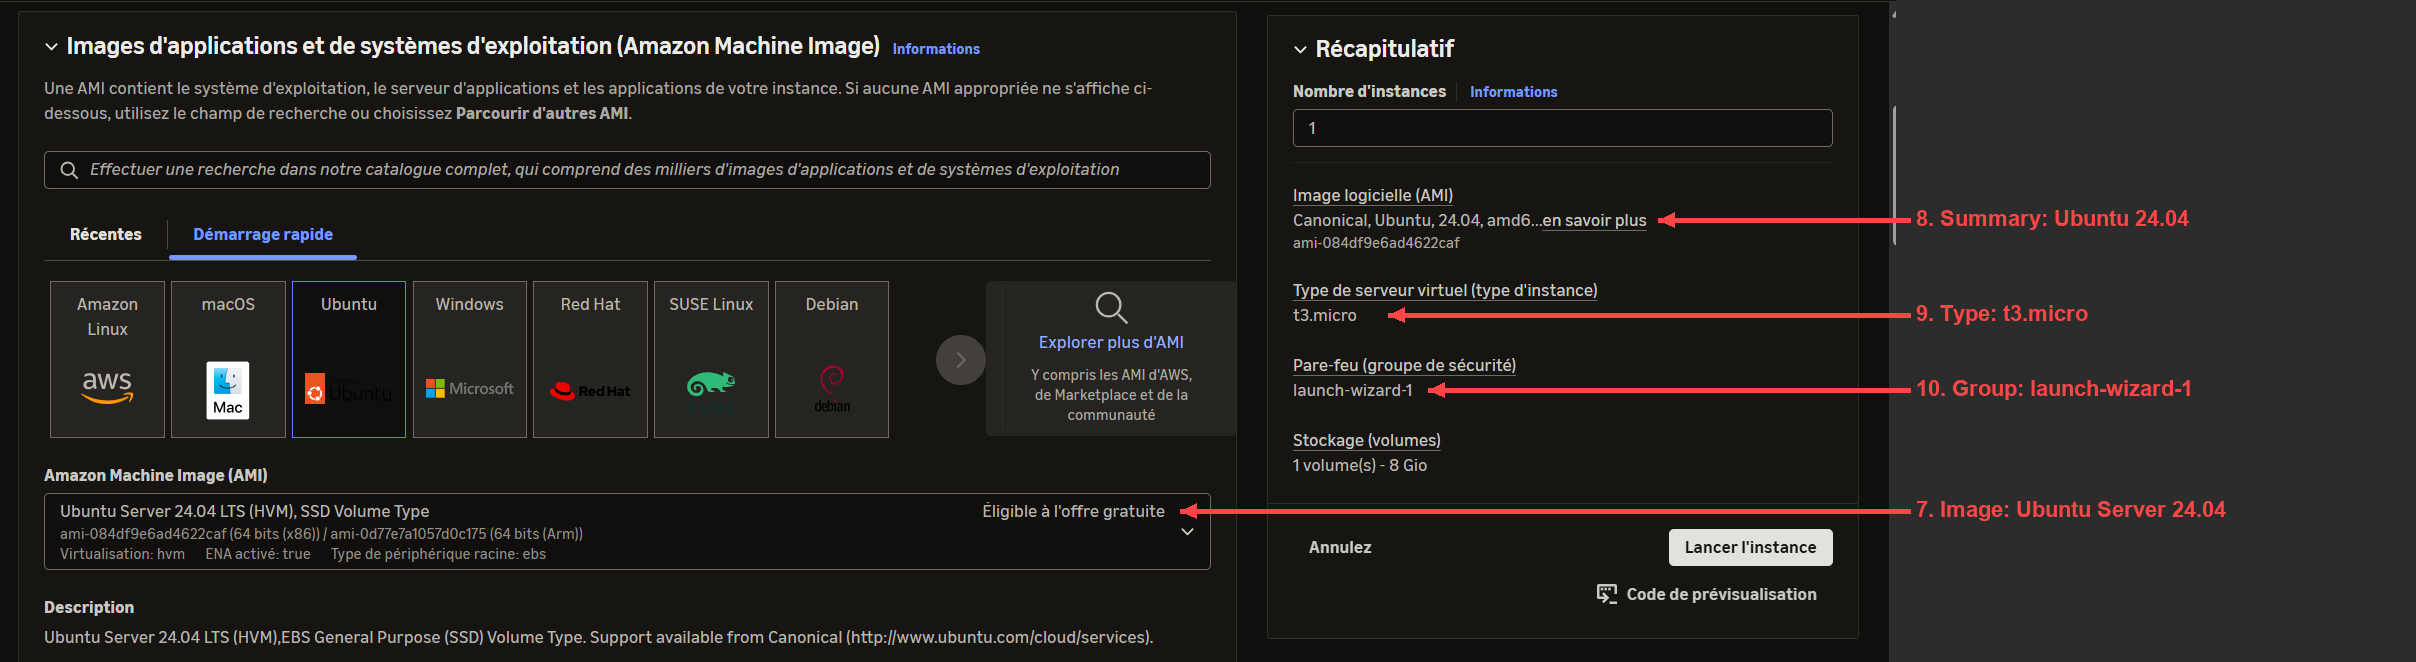 Images d'applications et de systèmes d'exploitation (Amazon Machine Image) Informations
Une AMI contient le système d'exploitation, le serveur d'applications et les applications de votre instance. Si aucune AMI appropriée ne s'affiche ci-
dessous, utilisez le champ de recherche ou choisissez Parcourir d'autres AMI.
Effectuer une recherche dans notre catalogue complet, qui comprend des milliers d'images d'applications et de systèmes d'exploitation
Récentes
Démarrage rapide
Amazon
Linux
aws
macOS
Mac
Ubuntu
Ubuntu
Windows
Microsoft
Red Hat
Red Hat
SUSE Linux
SUSE
Debian
debian
Explorer plus d'AMI
Y compris les AMI d'AWS,
de Marketplace et de la
communauté
Amazon Machine Image (AMI)
Ubuntu Server 24.04 LTS (HVM), SSD Volume Type
Éligible à l'offre gratuite
ami-084df9e6ad4622caf (64 bits (x86)) / ami-0d77e7a1057d0c175 (64 bits (Arm))
Virtualisation: hvm ENA activé: true Type de périphérique racine: ebs
Description
Ubuntu Server 24.04 LTS (HVM),EBS General Purpose (SSD) Volume Type. Support available from Canonical (http://www.ubuntu.com/cloud/services).
Récapitulatif
Nombre d'instances Informations
1
Image logicielle (AMI)
Canonical, Ubuntu, 24.04, amd6...en savoir plus
ami-084df9e6ad4622caf
Type de serveur virtuel (type d'instance)
t3.micro
Pare-feu (groupe de sécurité)
launch-wizard-1
Stockage (volumes)
1 volume(s) - 8 Gio
Annulez
Lancer l'instance
Code de prévisualisation
8. Summary: Ubuntu 24.04
9. Type: t3.micro
10. Group: launch-wizard-1
7. Image: Ubuntu Server 24.04